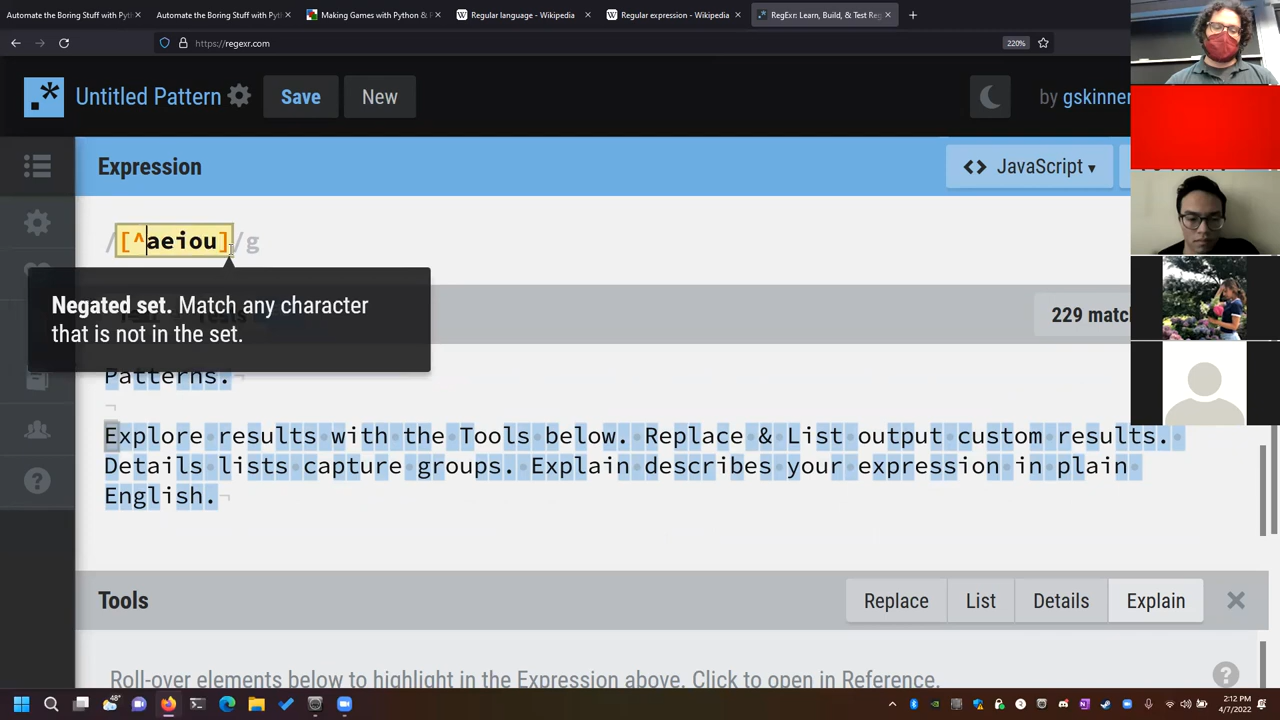 Automate the Boring Stuff with Pyth
Automate the Boring Stuff with Pyt
Making Games with Python & P
Regular language - Wikipedia
Regular expression - Wikipedia
RegExr: Learn, Build, & Test Reg
https://regexr.com
220%
.*
Untitled Pattern
Save
New
by gskinner
Expression
<> JavaScript
/[^aeiou]/g
Negated set. Match any character
that is not in the set.
229 matc
Patterns.
Explore results with the Tools below. Replace & List output custom results.
Details lists capture groups. Explain describes your expression in plain
English.
Tools
Replace
List
Details
Explain
Roll-over elements below to highlight in the Expression above. Click to open in Reference.
48°
2:12 PM
4/7/2022